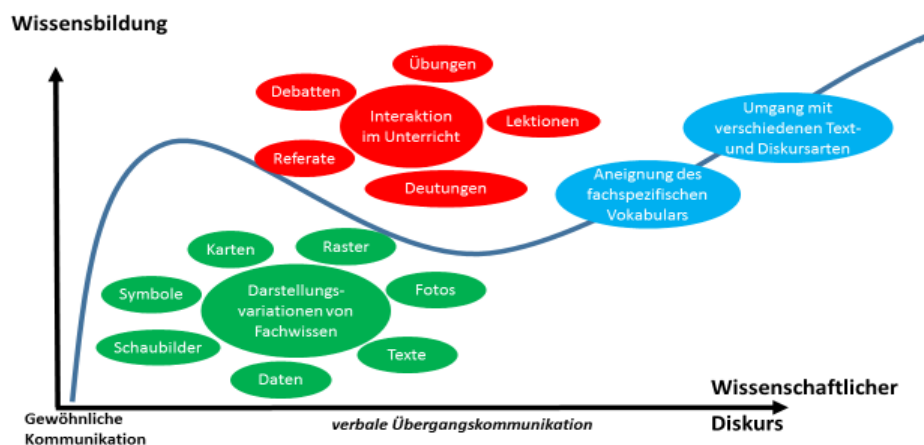 Wissensbildung
Übungen
Debatten
Interaktion
im Unterricht
Lektionen
Referate
Deutungen
Umgang mit
verschiedenen Text-
und Diskursarten
Aneignung des
fachspezifischen
Vokabulars
Karten
Raster
Symbole
Darstellungs-
variationen von
Fachwissen
Fotos
Schaubilder
Texte
Daten
Wissenschaftlicher
Diskurs
Gewöhnliche
Kommunikation
verbale Übergangskommunikation